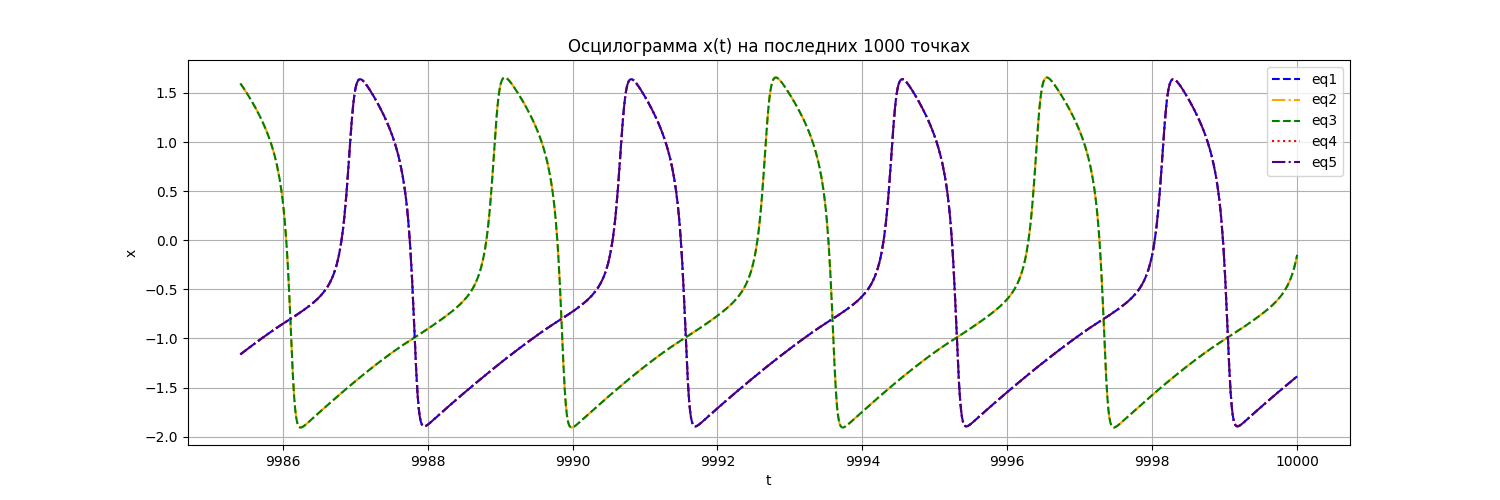 Осцилограмма x(t) на последних 1000 точках
eq1
eq2
eq3
eq4
eq5
x
1.5
1.0
0.5
0.0
−0.5
−1.0
−1.5
−2.0
9986 9988 9990 9992 9994 9996 9998 10000
t